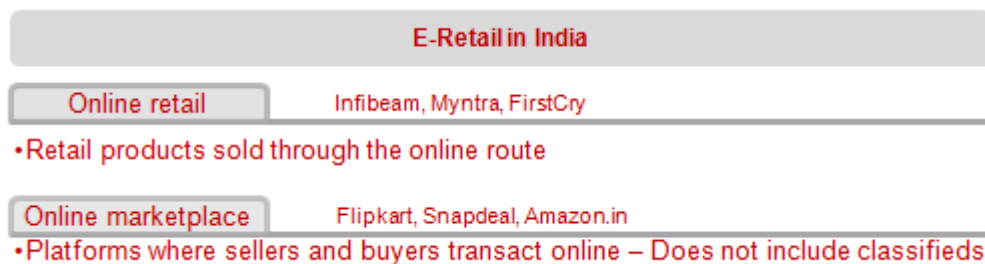 E-Retail in India
Online retail Infibeam, Myntra, FirstCry
•Retail products sold through the online route
Online marketplace Flipkart, Snapdeal, Amazon.in
•Platforms where sellers and buyers transact online – Does not include classifieds